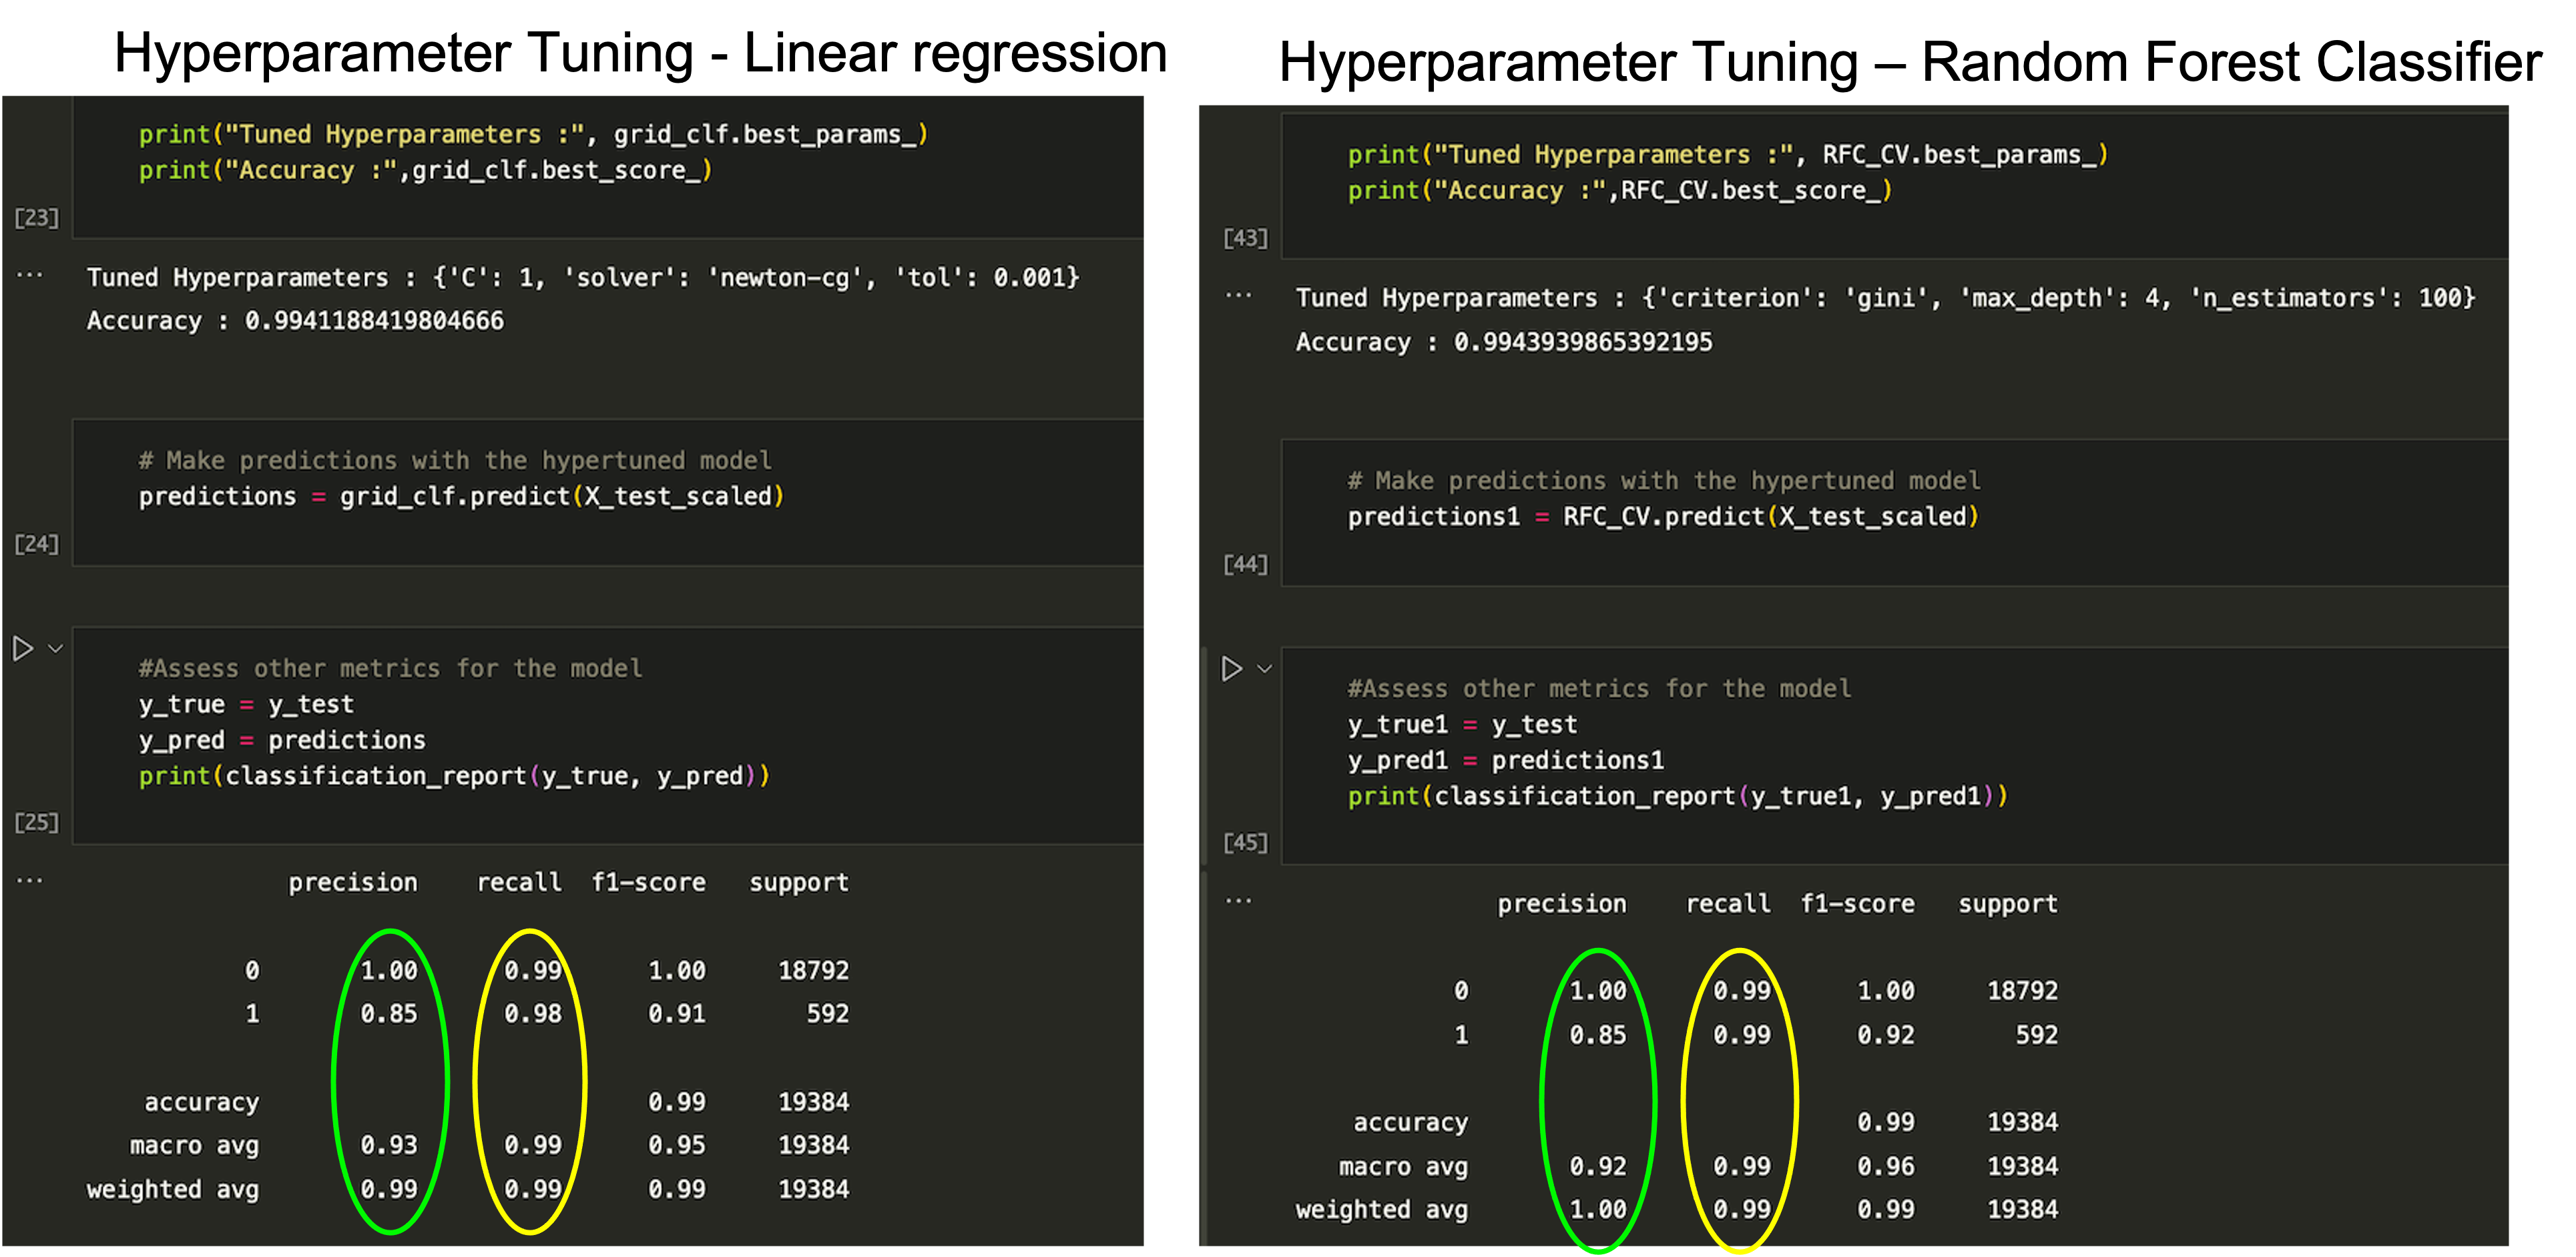 Hyperparameter Tuning - Linear regression
print("Tuned Hyperparameters :", grid_clf.best_params_)
print("Accuracy :",grid_clf.best_score_)
[23]
... Tuned Hyperparameters : {'C': 1, 'solver': 'newton-cg', 'tol': 0.001}
Accuracy : 0.9941188419804666
# Make predictions with the hypertuned model
predictions = grid_clf.predict(X_test_scaled)
[24]
#Assess other metrics for the model
y_true = y_test
y_pred = predictions
print(classification_report(y_true, y_pred))
[25]
... precision recall f1-score support
0 1.00 0.99 1.00 18792
1 0.85 0.98 0.91 592
accuracy 0.99 19384
macro avg 0.93 0.99 0.95 19384
weighted avg 0.99 0.99 0.99 19384
Hyperparameter Tuning – Random Forest Classifier
print("Tuned Hyperparameters :", RFC_CV.best_params_)
print("Accuracy :",RFC_CV.best_score_)
[43]
... Tuned Hyperparameters : {'criterion': 'gini', 'max_depth': 4, 'n_estimators': 100}
Accuracy : 0.9943939865392195
# Make predictions with the hypertuned model
predictions1 = RFC_CV.predict(X_test_scaled)
[44]
#Assess other metrics for the model
y_true1 = y_test
y_pred1 = predictions1
print(classification_report(y_true1, y_pred1))
[45]
... precision recall f1-score support
0 1.00 0.99 1.00 18792
1 0.85 0.99 0.92 592
accuracy 0.99 19384
macro avg 0.92 0.99 0.96 19384
weighted avg 1.00 0.99 0.99 19384